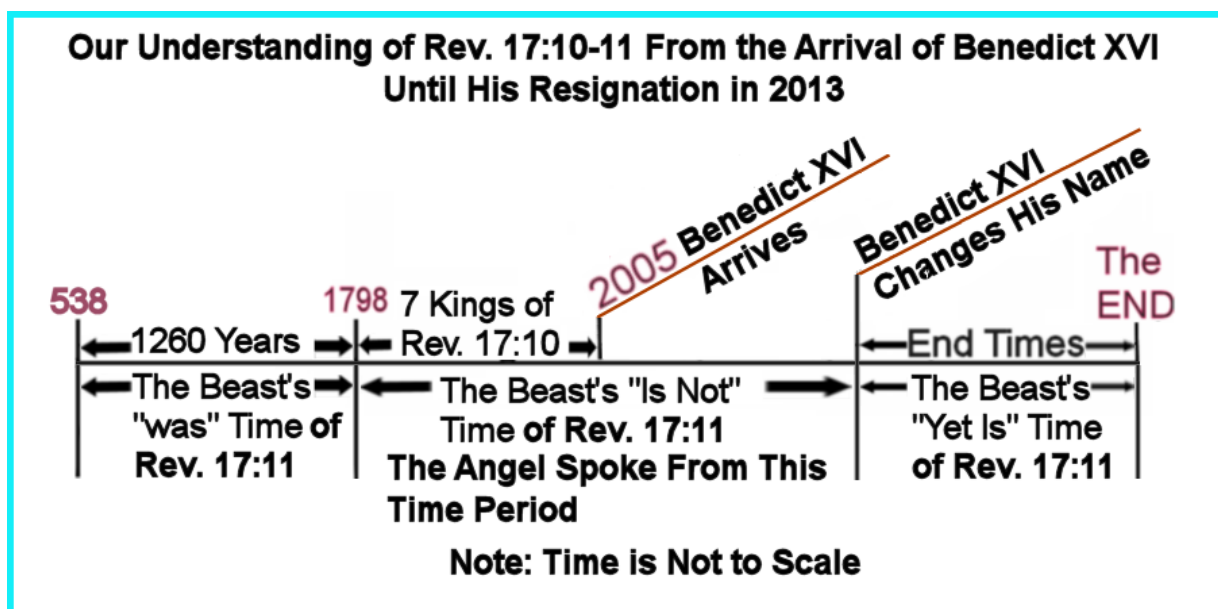 Our Understanding of Rev. 17:10-11 From the Arrival of Benedict XVI
Until His Resignation in 2013
2005 Benedict XVI
Arrives
Benedict XVI
Changes His Name
The
END
538
1798
1260 Years
7 Kings of
Rev. 17:10
End Times
The Beast's
"was" Time of
Rev. 17:11
The Beast's "Is Not"
Time of Rev. 17:11
The Angel Spoke From This
Time Period
The Beast's
"Yet Is" Time
of Rev. 17:11
Note: Time is Not to Scale